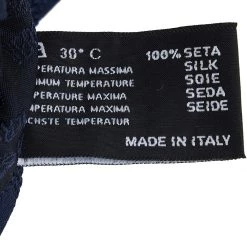 A 30° C
100% SETA
PERATURA MASSIMA
SILK
IMUM TEMPERATURE
SOIE
PERATURE MAXIMA
SEDA
PERATURA MAXIMA
SEIDE
CHSTE TEMPERATUR
MADE IN ITALY